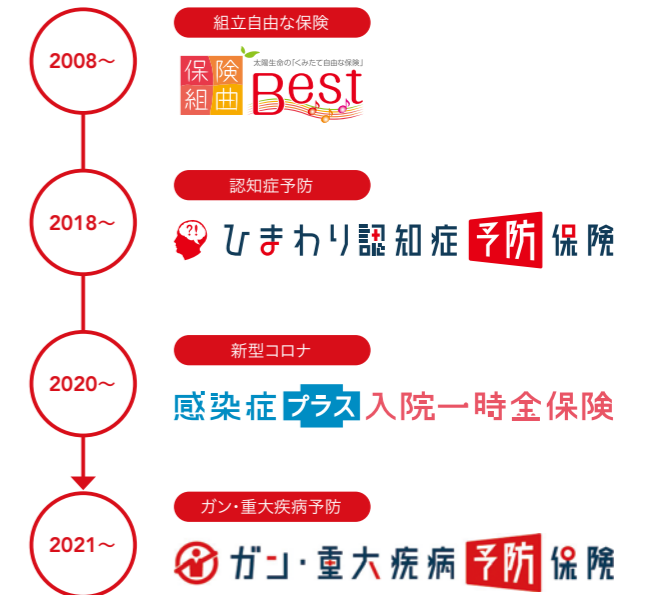 2008～
組立自由な保険
太陽生命の「くみたて自由な保険」
保険
組曲
Best
2018～
認知症予防
?!
ひまわり認知症予防保険
2020～
新型コロナ
感染症プラス入院一時金保険
2021～
ガン・重大疾病予防
ガン・重大疾病予防保険